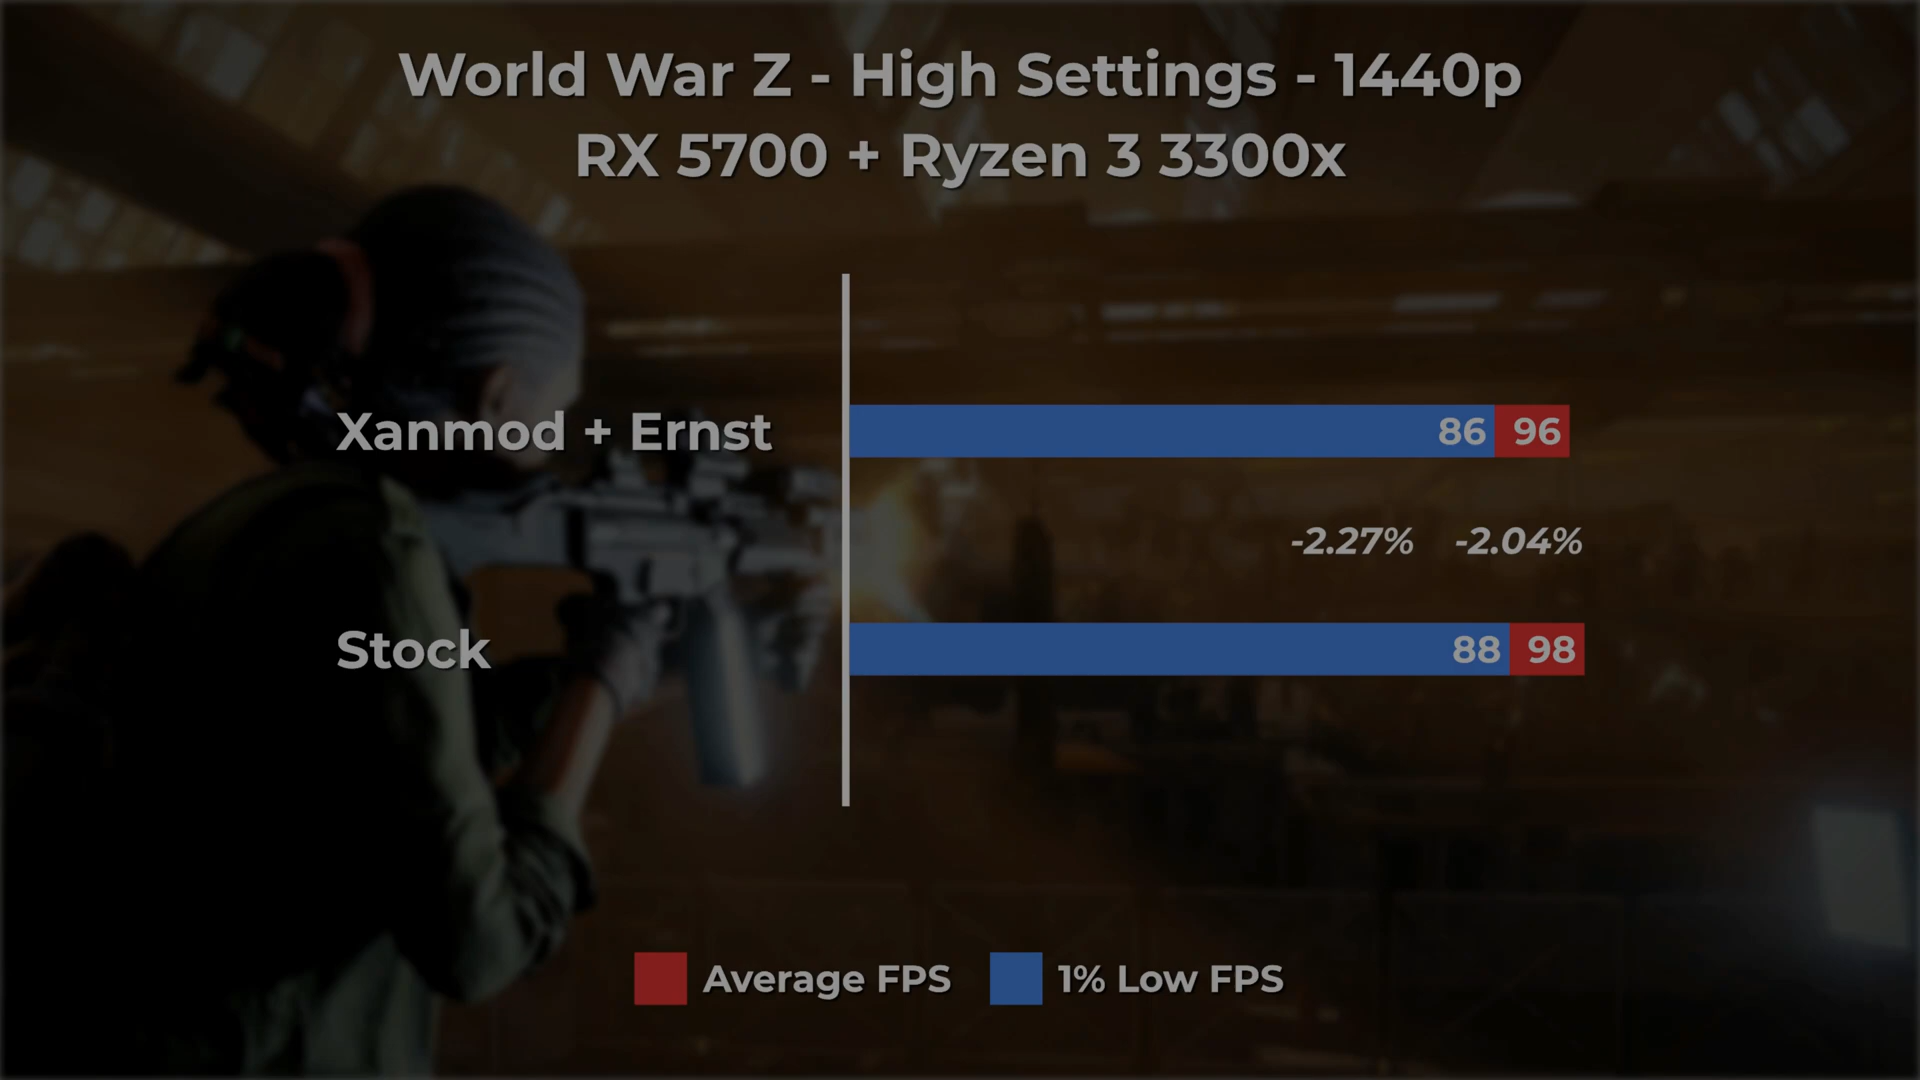 World War Z - High Settings - 1440p
RX 5700 + Ryzen 3 3300x
Xanmod + Ernst
86 96
-2.27% -2.04%
Stock
88 98
Average FPS
1% Low FPS